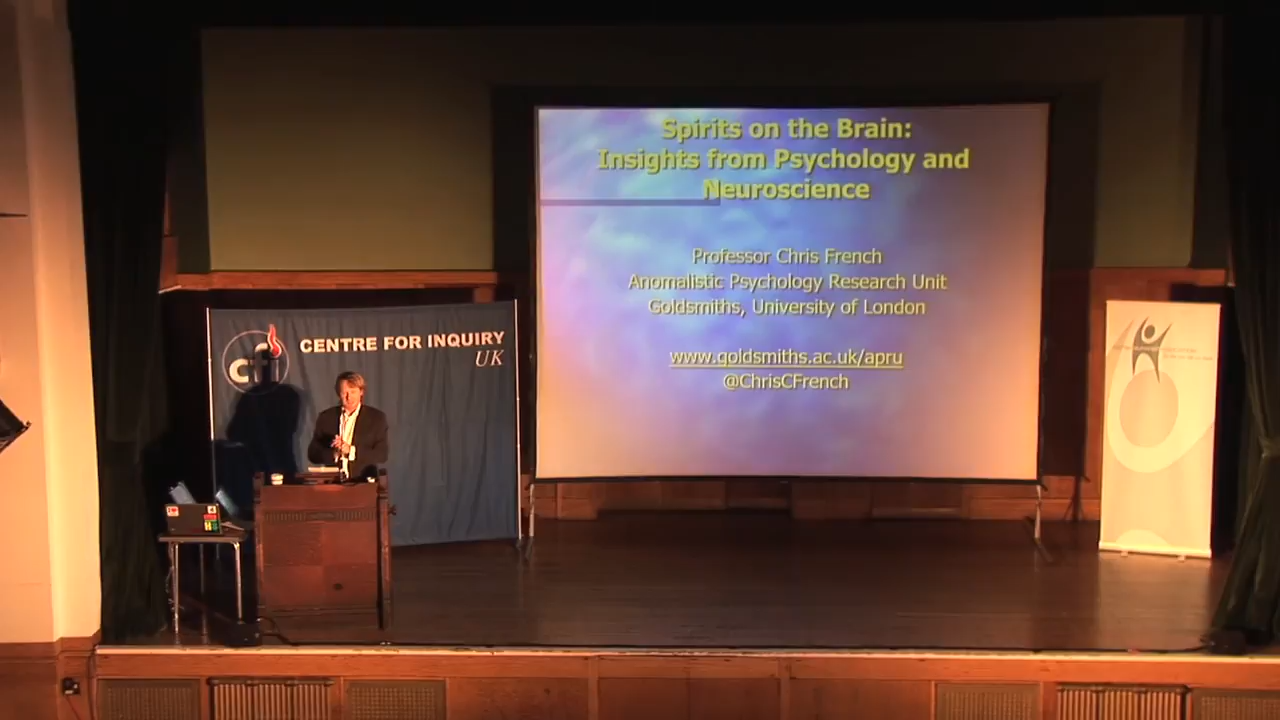 Spirits on the Brain:
Insights from Psychology and
Neuroscience
Professor Chris French
Anomalistic Psychology Research Unit
Goldsmiths, University of London
www.goldsmiths.ac.uk/apru
@ChrisCFrench
cfi
CENTRE FOR INQUIRY
UK